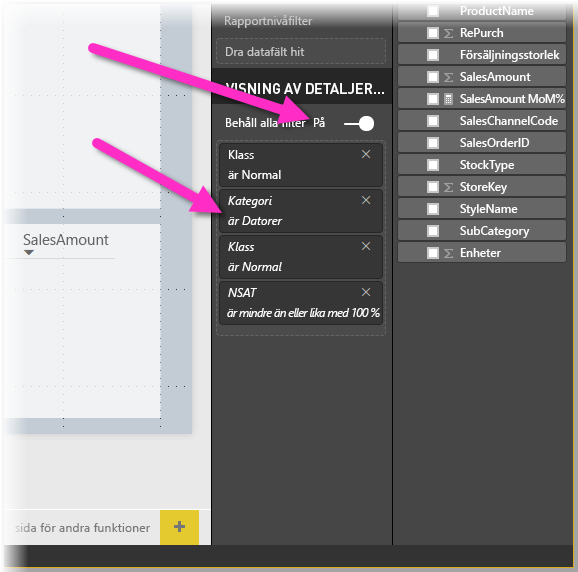 Rapportnivåfilter
Dra datafält hit
VISNING AV DETALJER...
Behåll alla filter På
Klass
är Normal
Kategori
är Datorer
Klass
är Normal
NSAT
är mindre än eller lika med 100 %
SalesAmount
sida för andra funktioner
+
ProductName
RePurch
Försäljningsstorlek
SalesAmount
SalesAmount MoM%
SalesChannelCode
SalesOrderID
StockType
StoreKey
StyleName
SubCategory
Enheter